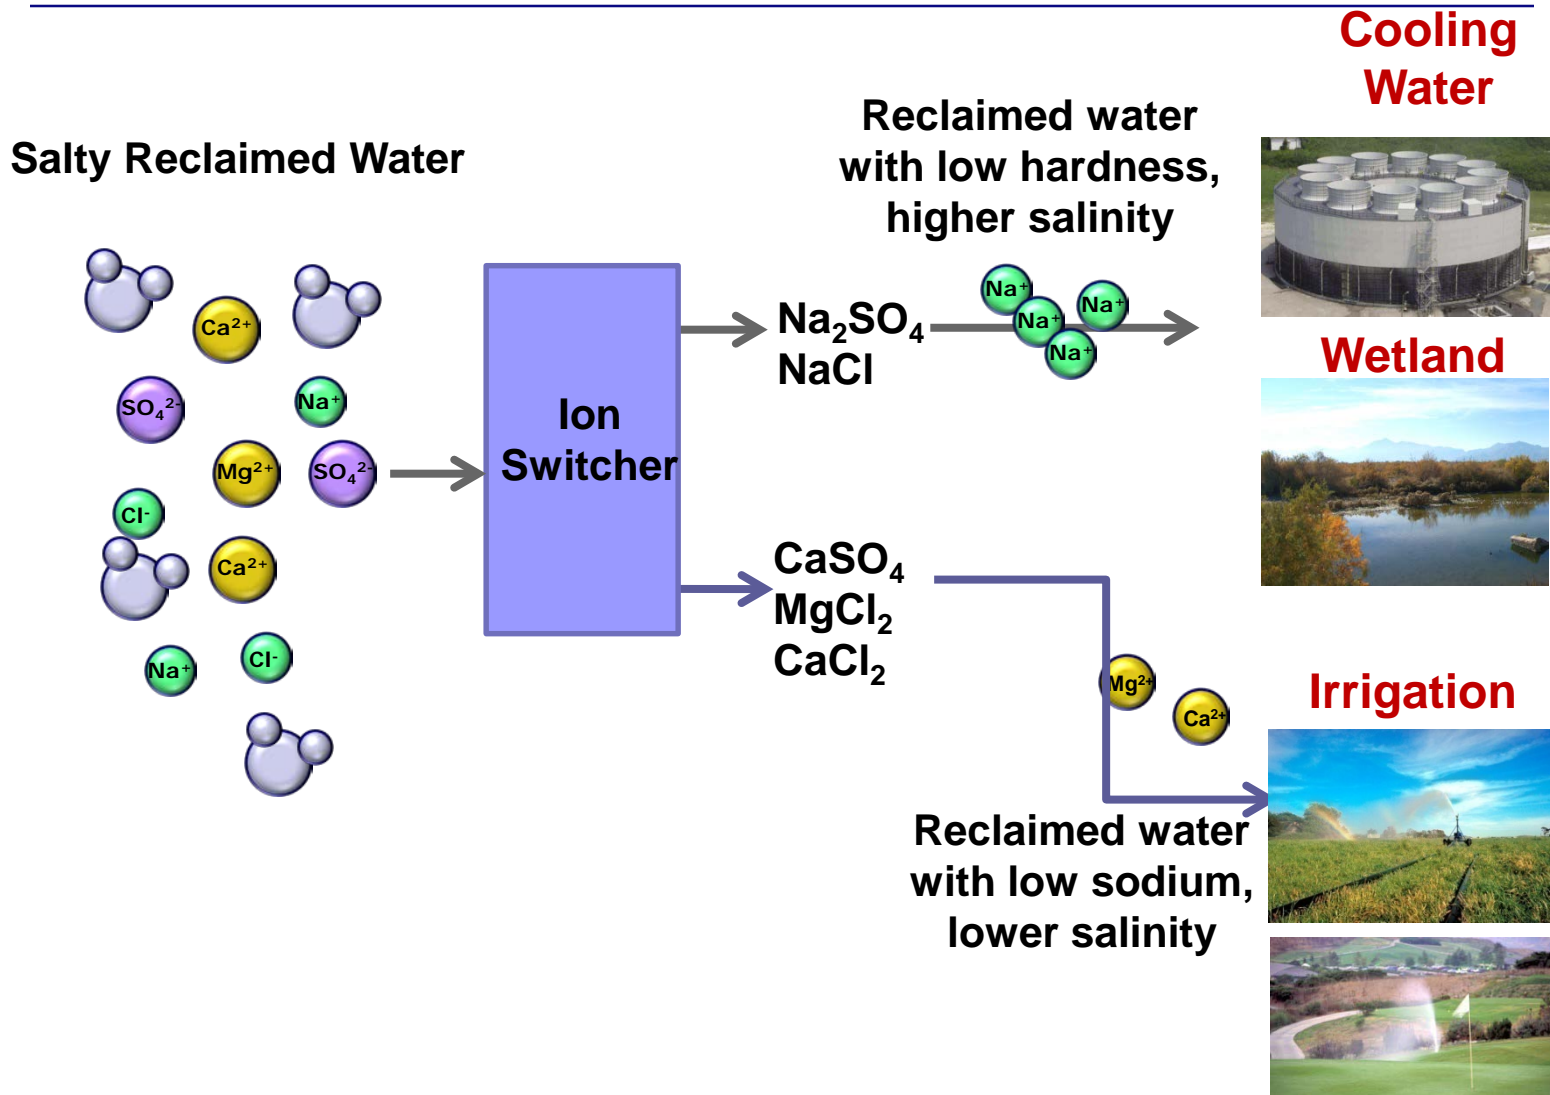 Cooling
Water
Reclaimed water
with low hardness,
higher salinity
Salty Reclaimed Water
Ca²⁺
SO₄²⁻
Na⁺
Mg²⁺
SO₄²⁻
Cl⁻
Ca²⁺
Na⁺
Cl⁻
Ion
Switcher
Na₂SO₄
NaCl
Na⁺
Na⁺
Na⁺
Na⁺
Wetland
CaSO₄
MgCl₂
CaCl₂
Mg²⁺
Ca²⁺
Irrigation
Reclaimed water
with low sodium,
lower salinity